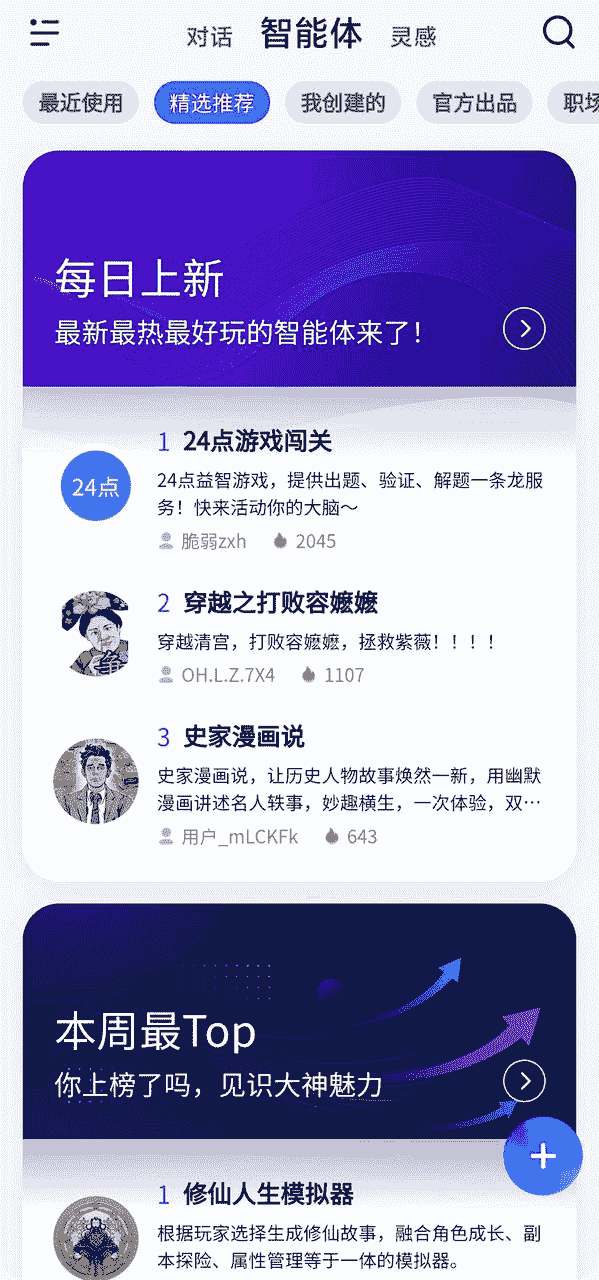 对话 智能体 灵感
最近使用 精选推荐 我创建的 官方出品 职场
每日上新
最新最热最好玩的智能体来了！
1 24点游戏闯关
24点
24点益智游戏，提供出题、验证、解题一条龙服
务！快来活动你的大脑～
脆弱zxh 2045
2 穿越之打败容嬷嬷
穿越清宫，打败容嬷嬷，拯救紫薇！！！！
OH.L.Z.7X4 1107
3 史家漫画说
史家漫画说，让历史人物故事焕然一新，用幽默
漫画讲述名人轶事，妙趣横生，一次体验，双…
用户_mLCKFk 643
本周最Top
你上榜了吗，见识大神魅力
1 修仙人生模拟器
根据玩家选择生成修仙故事，融合角色成长、副
本探险、属性管理等于一体的模拟器。